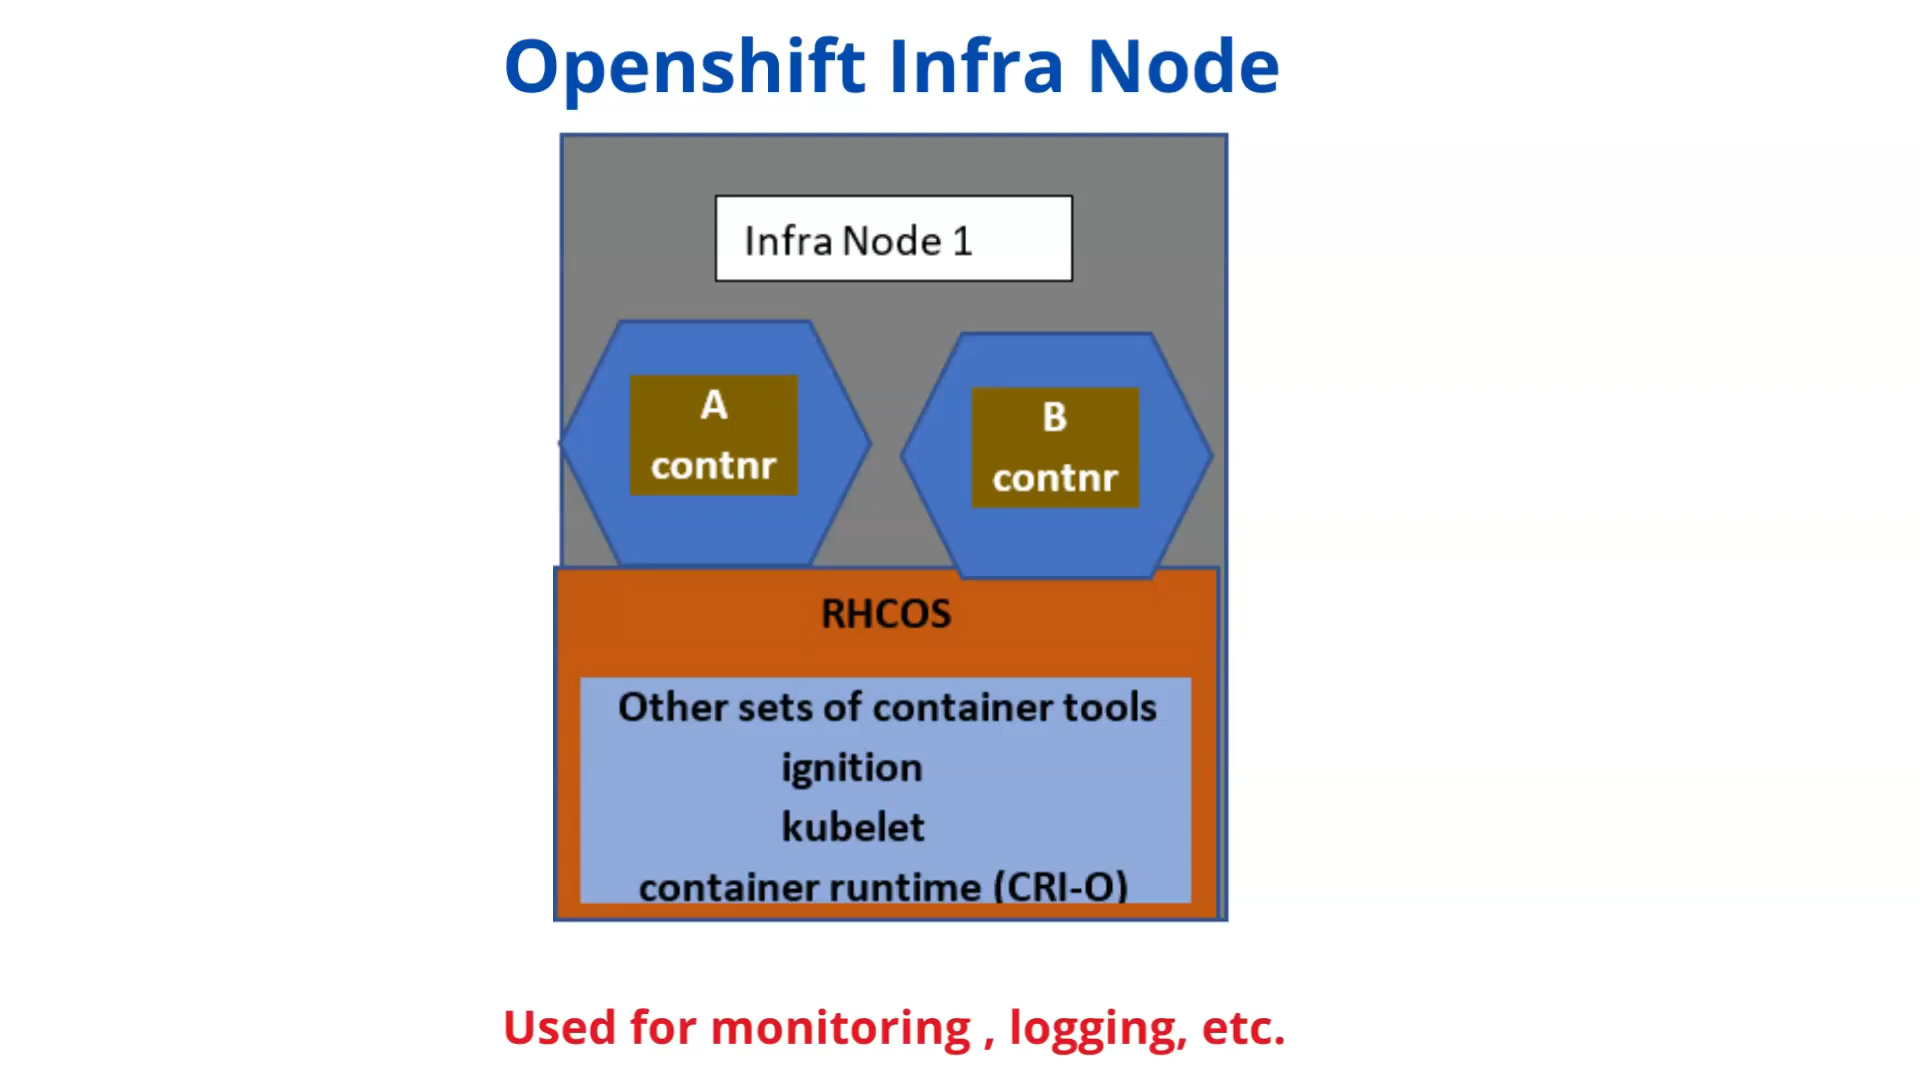 Openshift Infra Node
Infra Node 1
A
contnr
B
contnr
RHCOS
Other sets of container tools
ignition
kubelet
container runtime (CRI-O)
Used for monitoring , logging, etc.